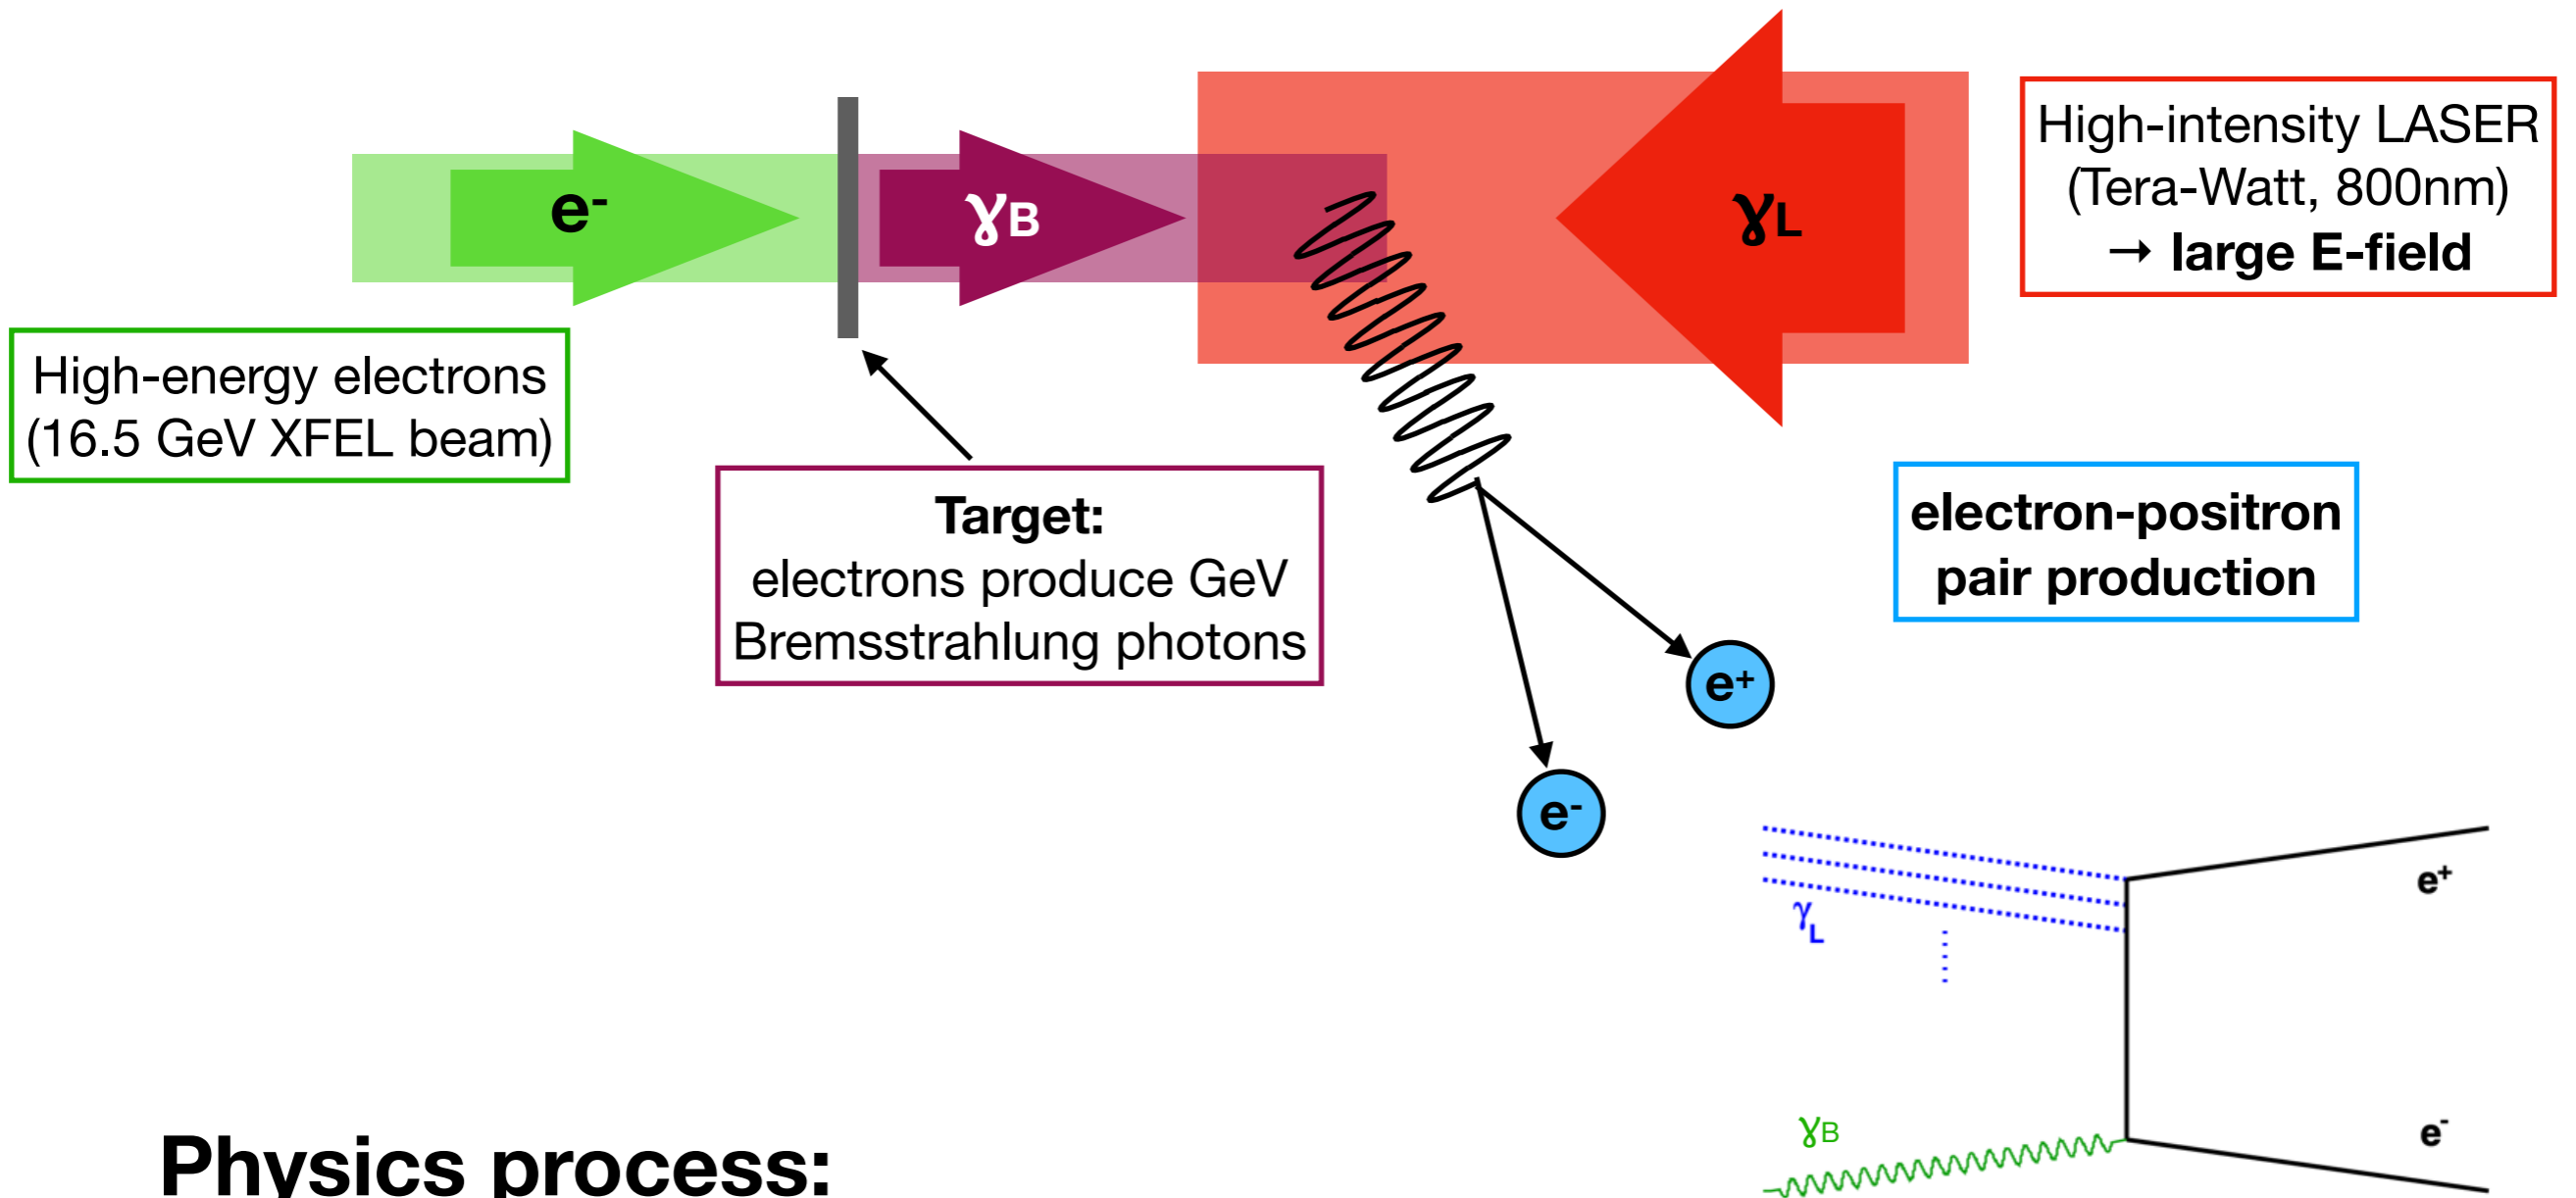 e-
γB
γL
High-intensity LASER
(Tera-Watt, 800nm)
→ large E-field
High-energy electrons
(16.5 GeV XFEL beam)
Target:
electrons produce GeV
Bremsstrahlung photons
electron-positron
pair production
e+
e-
γL
e+
γB
e-
Physics process: